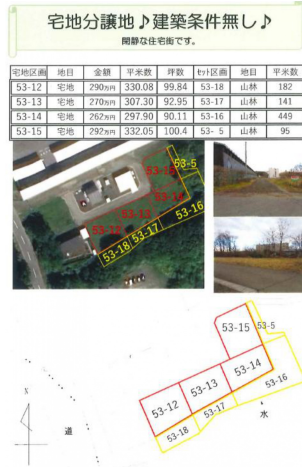 宅地分譲地♪建築条件無し♪
閑静な住宅街です。
宅地区画 地目 金額 平米数 坪数 ｾｯﾄ区画 地目 平米数
53-12 宅地 290万円 330.08 99.84 53-18 山林 182
53-13 宅地 270万円 307.30 92.95 53-17 山林 141
53-14 宅地 262万円 297.90 90.11 53-16 山林 449
53-15 宅地 292万円 332.05 100.4 53- 5 山林 95
53-5
53-15
53-14
53-13
53-16
53-12
53-17
53-18
53-15
53-5
53-14
53-16
53-13
53-12
53-17
53-18
水
道
N